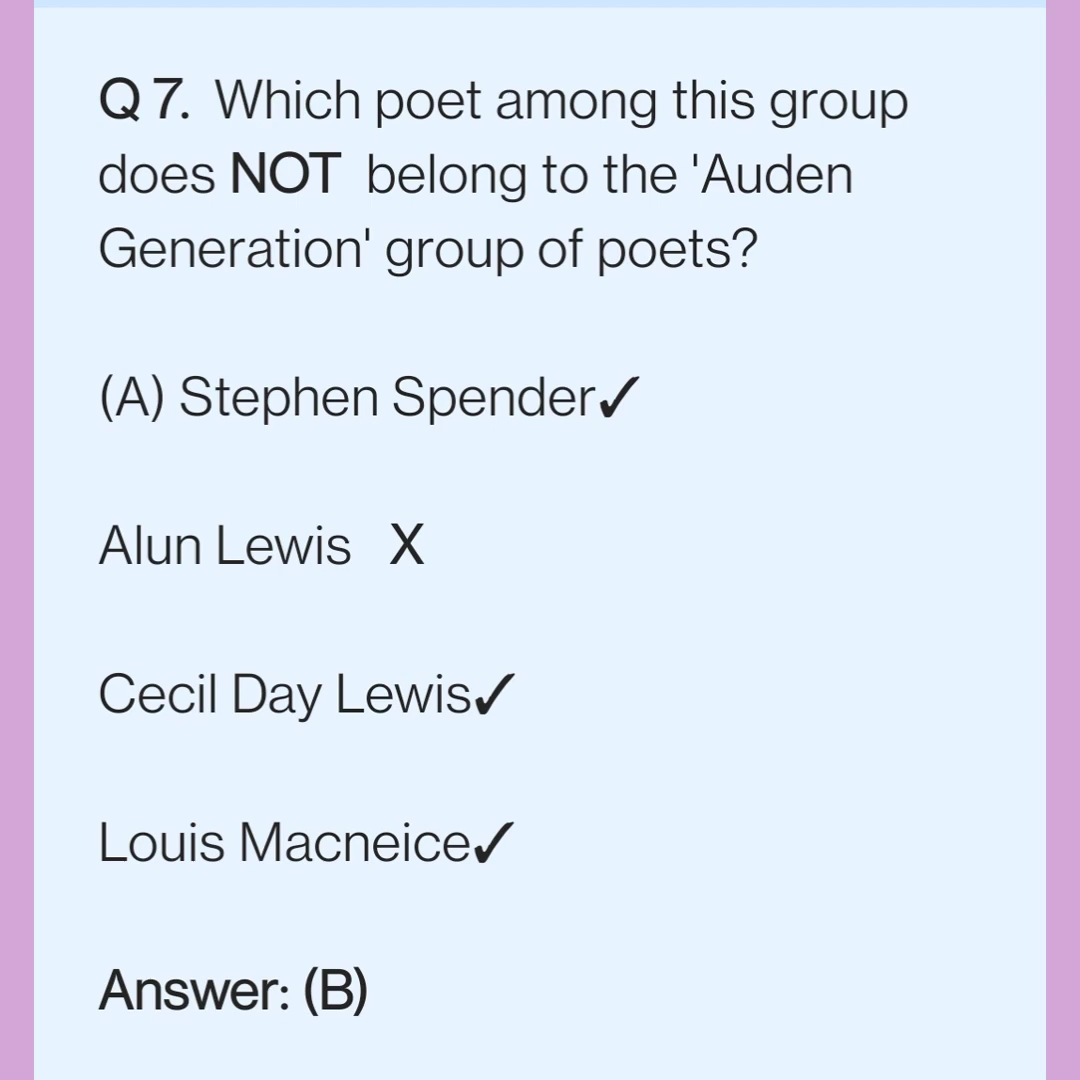 Q 7. Which poet among this group
does NOT belong to the 'Auden
Generation' group of poets?
(A) Stephen Spender✓
Alun Lewis X
Cecil Day Lewis✓
Louis Macneice✓
Answer: (B)